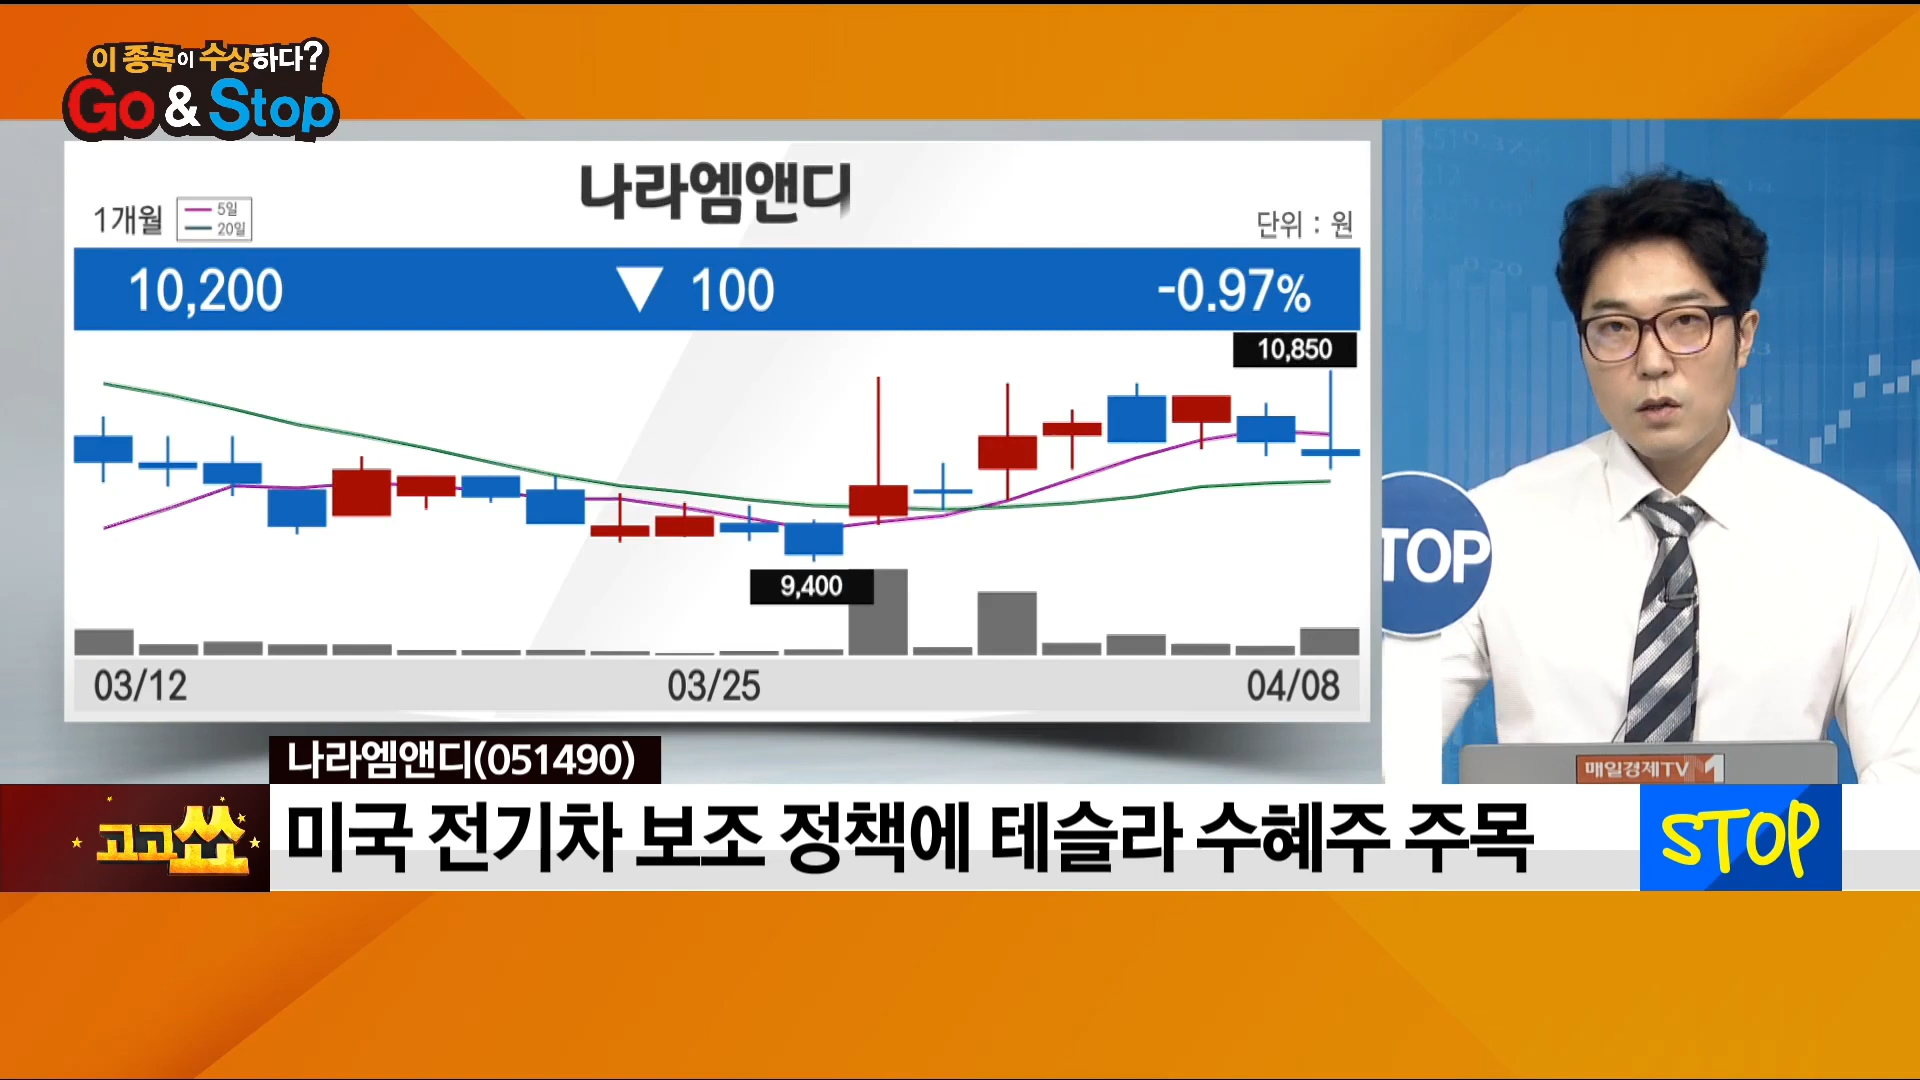 이 종목이 수상하다?
Go & Stop
나라엠앤디
1개월
5일
20일
단위 : 원
10,200 ▼ 100 -0.97%
10,850
9,400
03/12 03/25 04/08
TOP
매일경제TV
나라엠앤디(051490)
고고쑈
미국 전기차 보조 정책에 테슬라 수혜주 주목
STOP